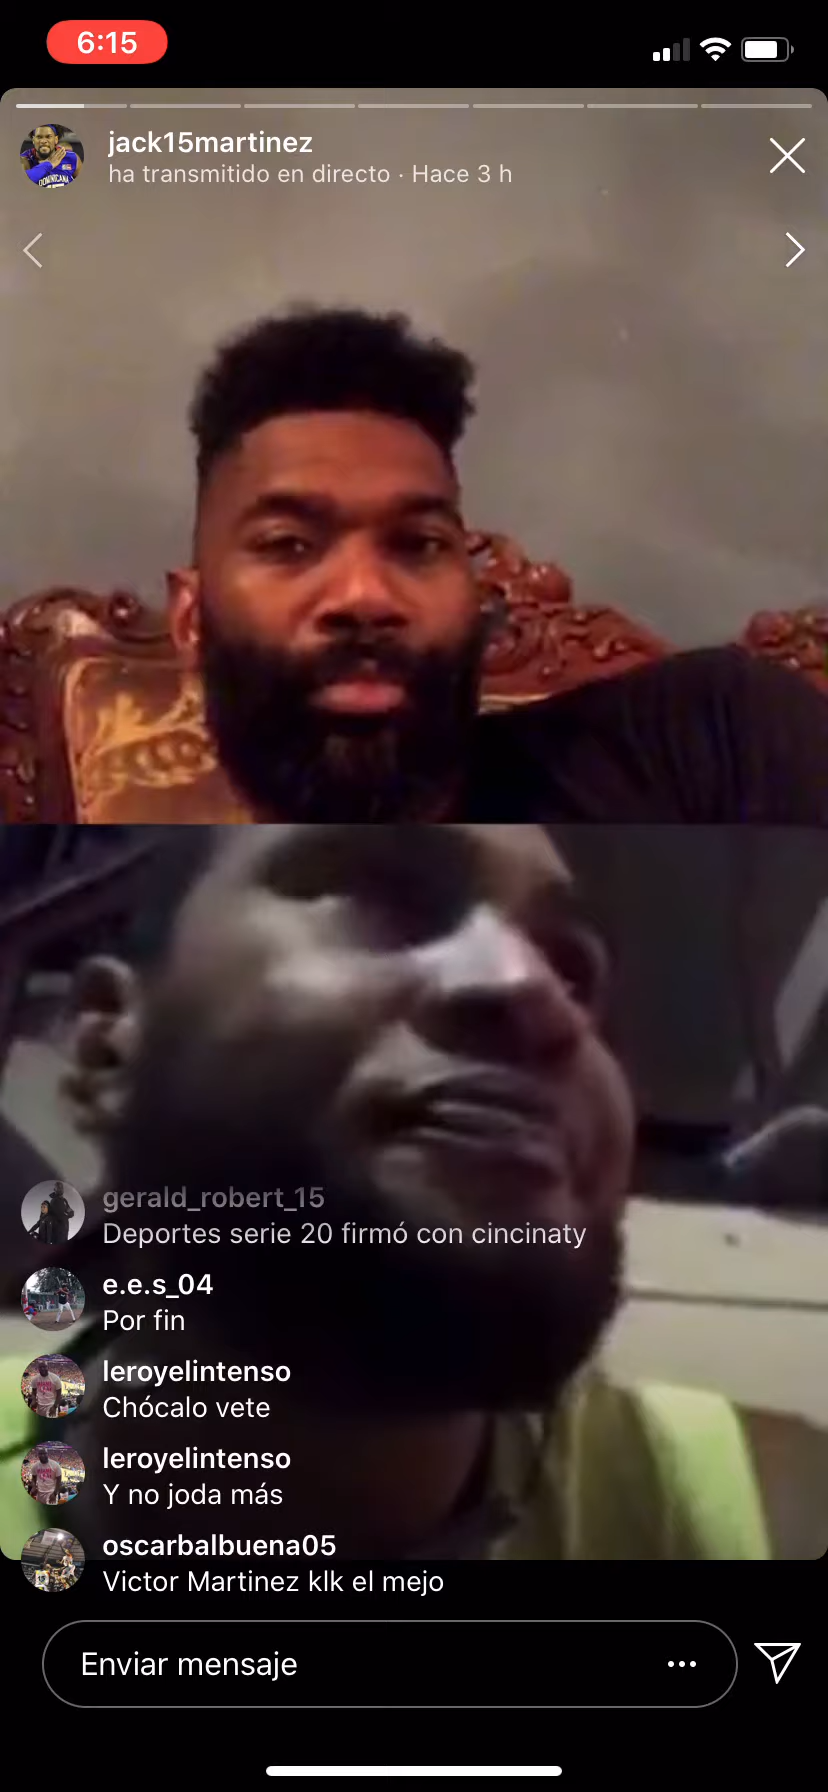 6:15
jack15martinez
ha transmitido en directo · Hace 3 h
gerald_robert_15
Deportes serie 20 firmó con cincinaty
e.e.s_04
Por fin
leroyelintenso
Chócalo vete
leroyelintenso
Y no joda más
oscarbalbuena05
Victor Martinez klk el mejo
Enviar mensaje